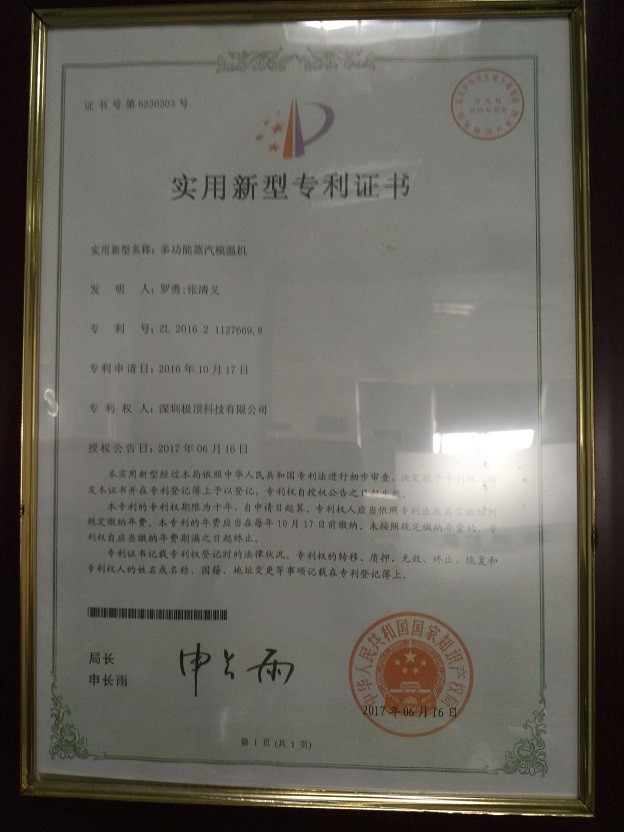 证书号第6230303号
实用新型专利证书
实用新型名称：多功能蒸汽模温机
发明人：罗勇;张清义
专利号：ZL 2016 2 1127669.8
专利申请日：2016年10月17日
专利权人：深圳极顶科技有限公司
授权公告日：2017年06月16日
本实用新型经过本局依照中华人民共和国专利法进行初步审查，决定授予专利权，颁
发本证书并在专利登记簿上予以登记。专利权自授权公告之日起生效。
本专利的专利权期限为十年，自申请日起算。专利权人应当依照专利法及其实施细则
规定缴纳年费。本专利的年费应当在每年10月17日前缴纳。未按照规定缴纳年费的，专
利权自应当缴纳年费期满之日起终止。
专利证书记载专利权登记时的法律状况。专利权的转移、质押、无效、终止、恢复和
专利权人的姓名或名称、国籍、地址变更等事项记载在专利登记簿上。
局长
申长雨
申长雨
中华人民共和国国家知识产权局
2017年06月16日
第1页(共1页)